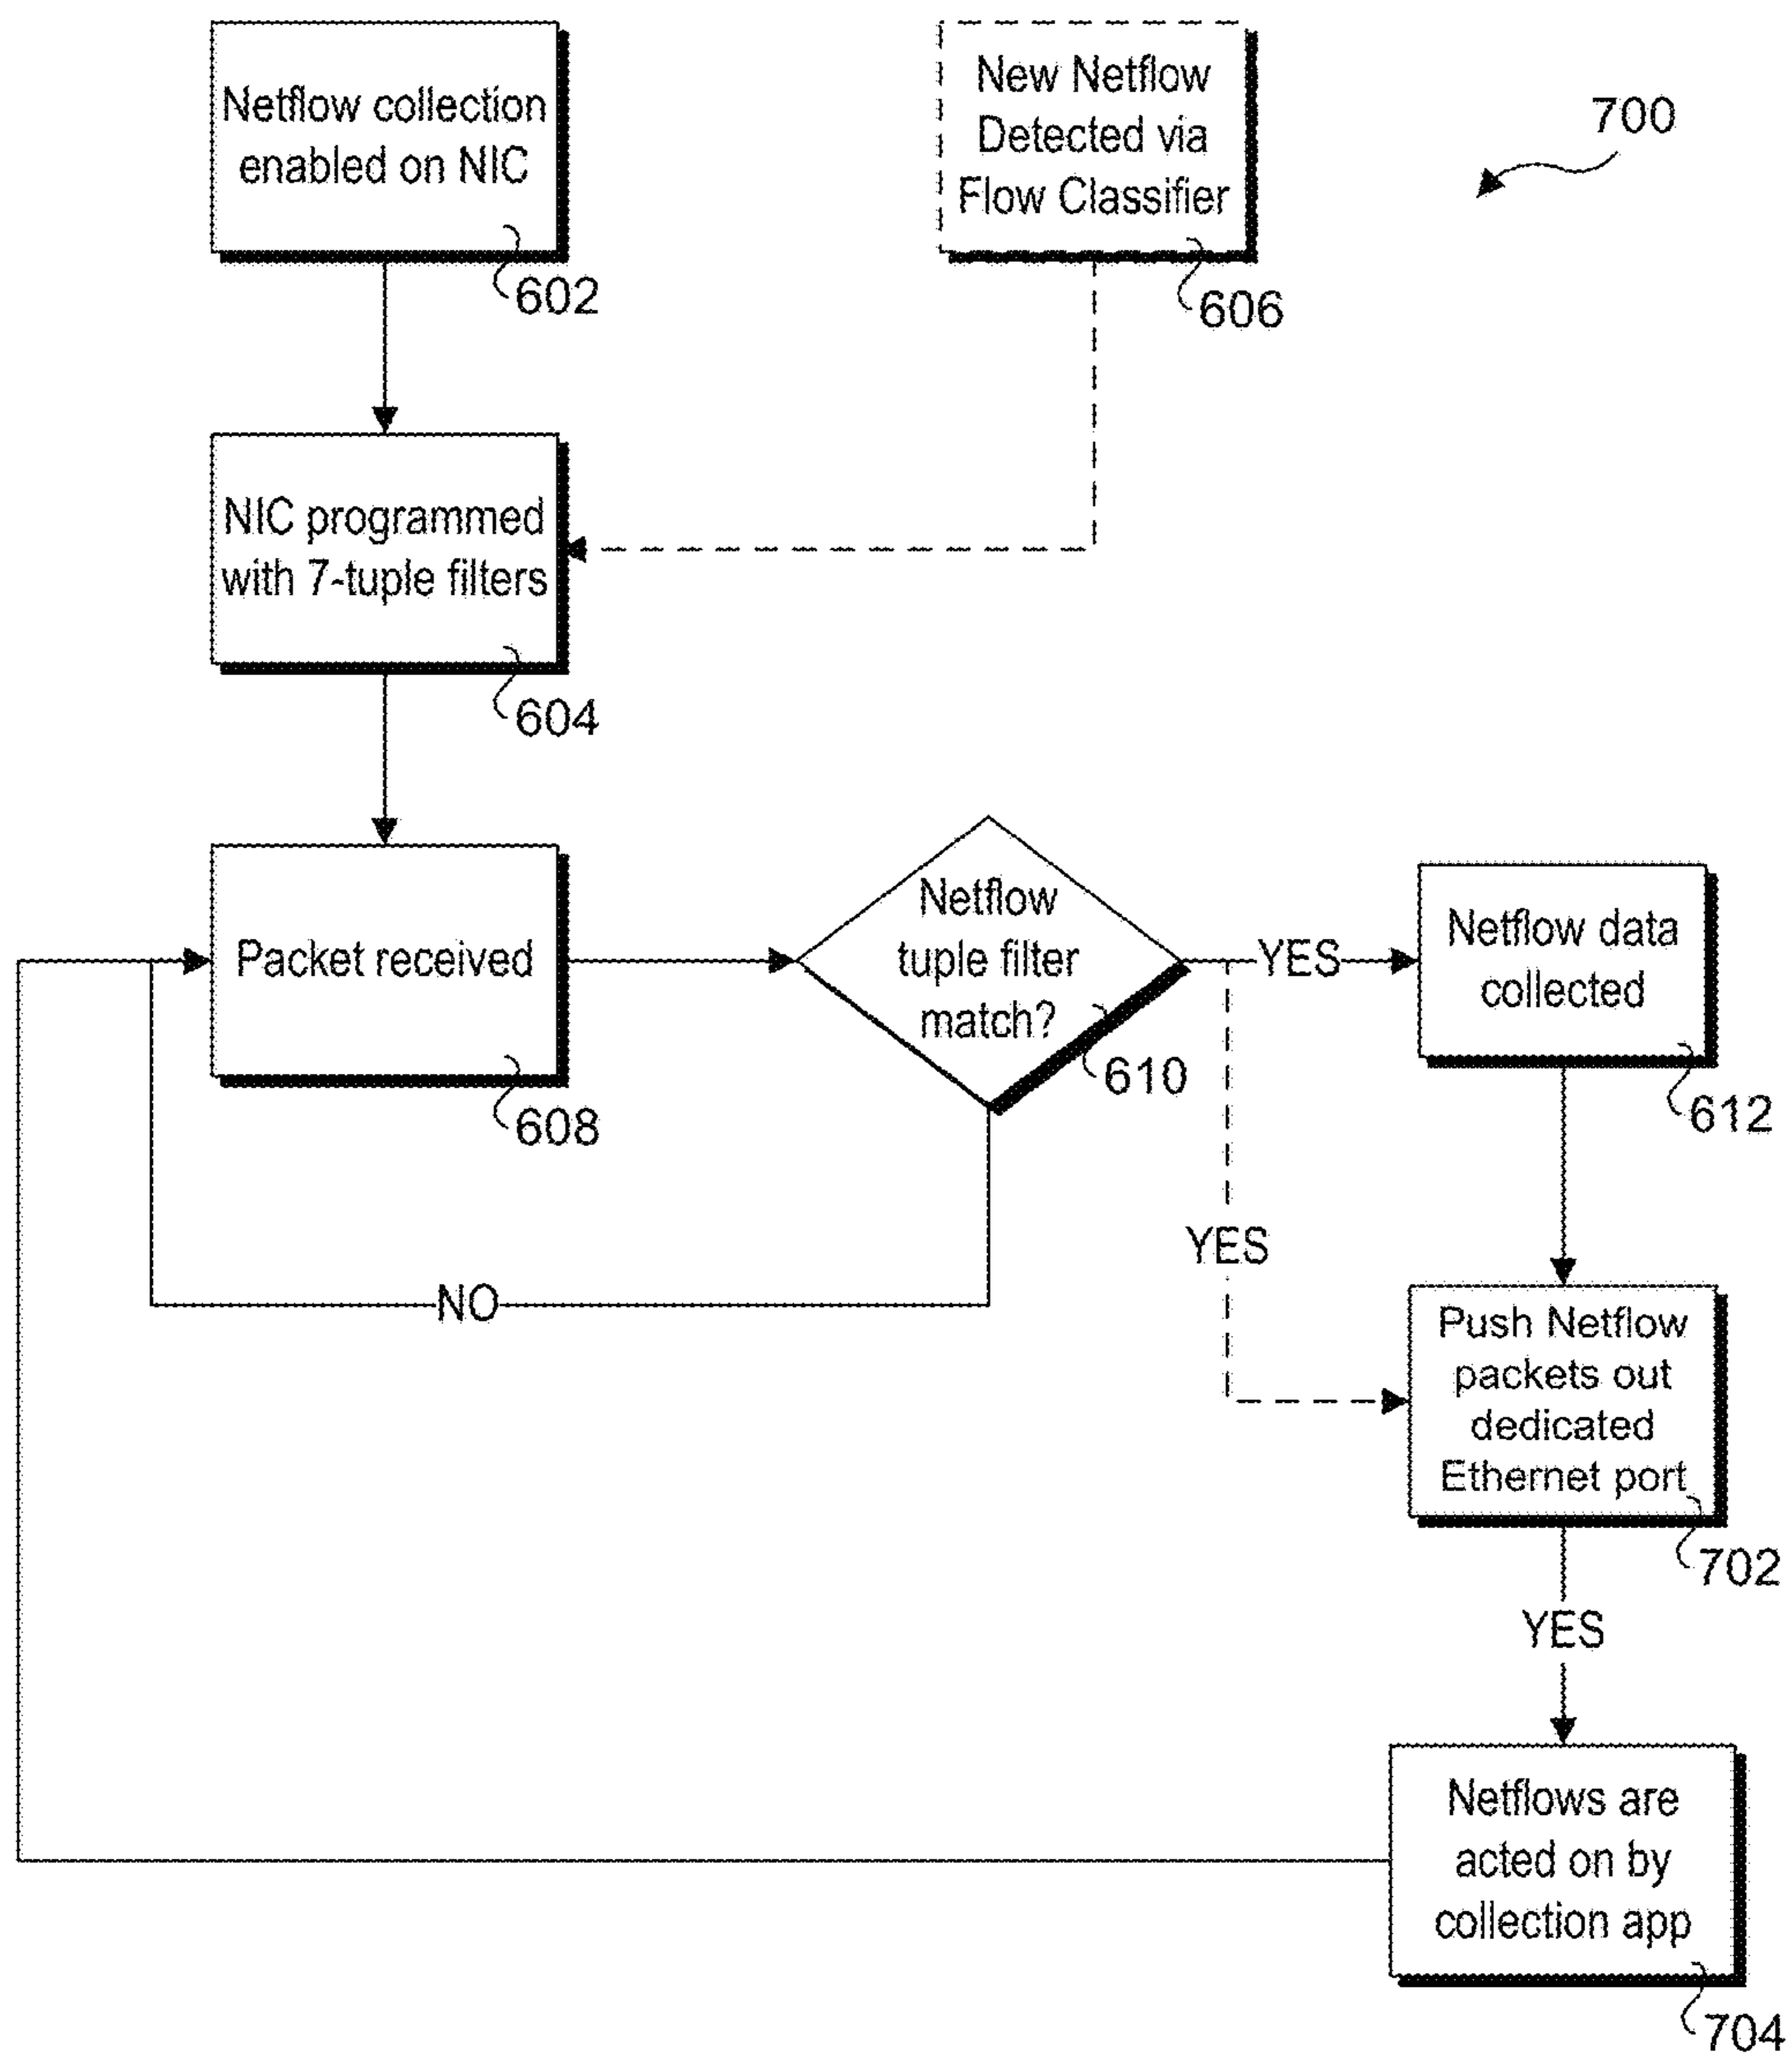 Netflow collection
enabled on NIC
602
New Netflow
Detected via
Flow Classifier
606
700
NIC programmed
with 7-tuple filters
604
Packet received
608
Netflow
tuple filter
match?
610
YES
Netflow data
collected
612
YES
NO
Push Netflow
packets out
dedicated
Ethernet port
702
YES
Netflows are
acted on by
collection app
704